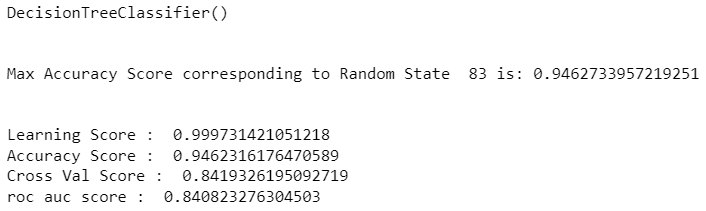 DecisionTreeClassifier()
Max Accuracy Score corresponding to Random State  83 is: 0.9462733957219251
Learning Score :  0.999731421051218
Accuracy Score :  0.9462316176470589
Cross Val Score :  0.8419326195092719
roc auc score :  0.840823276304503